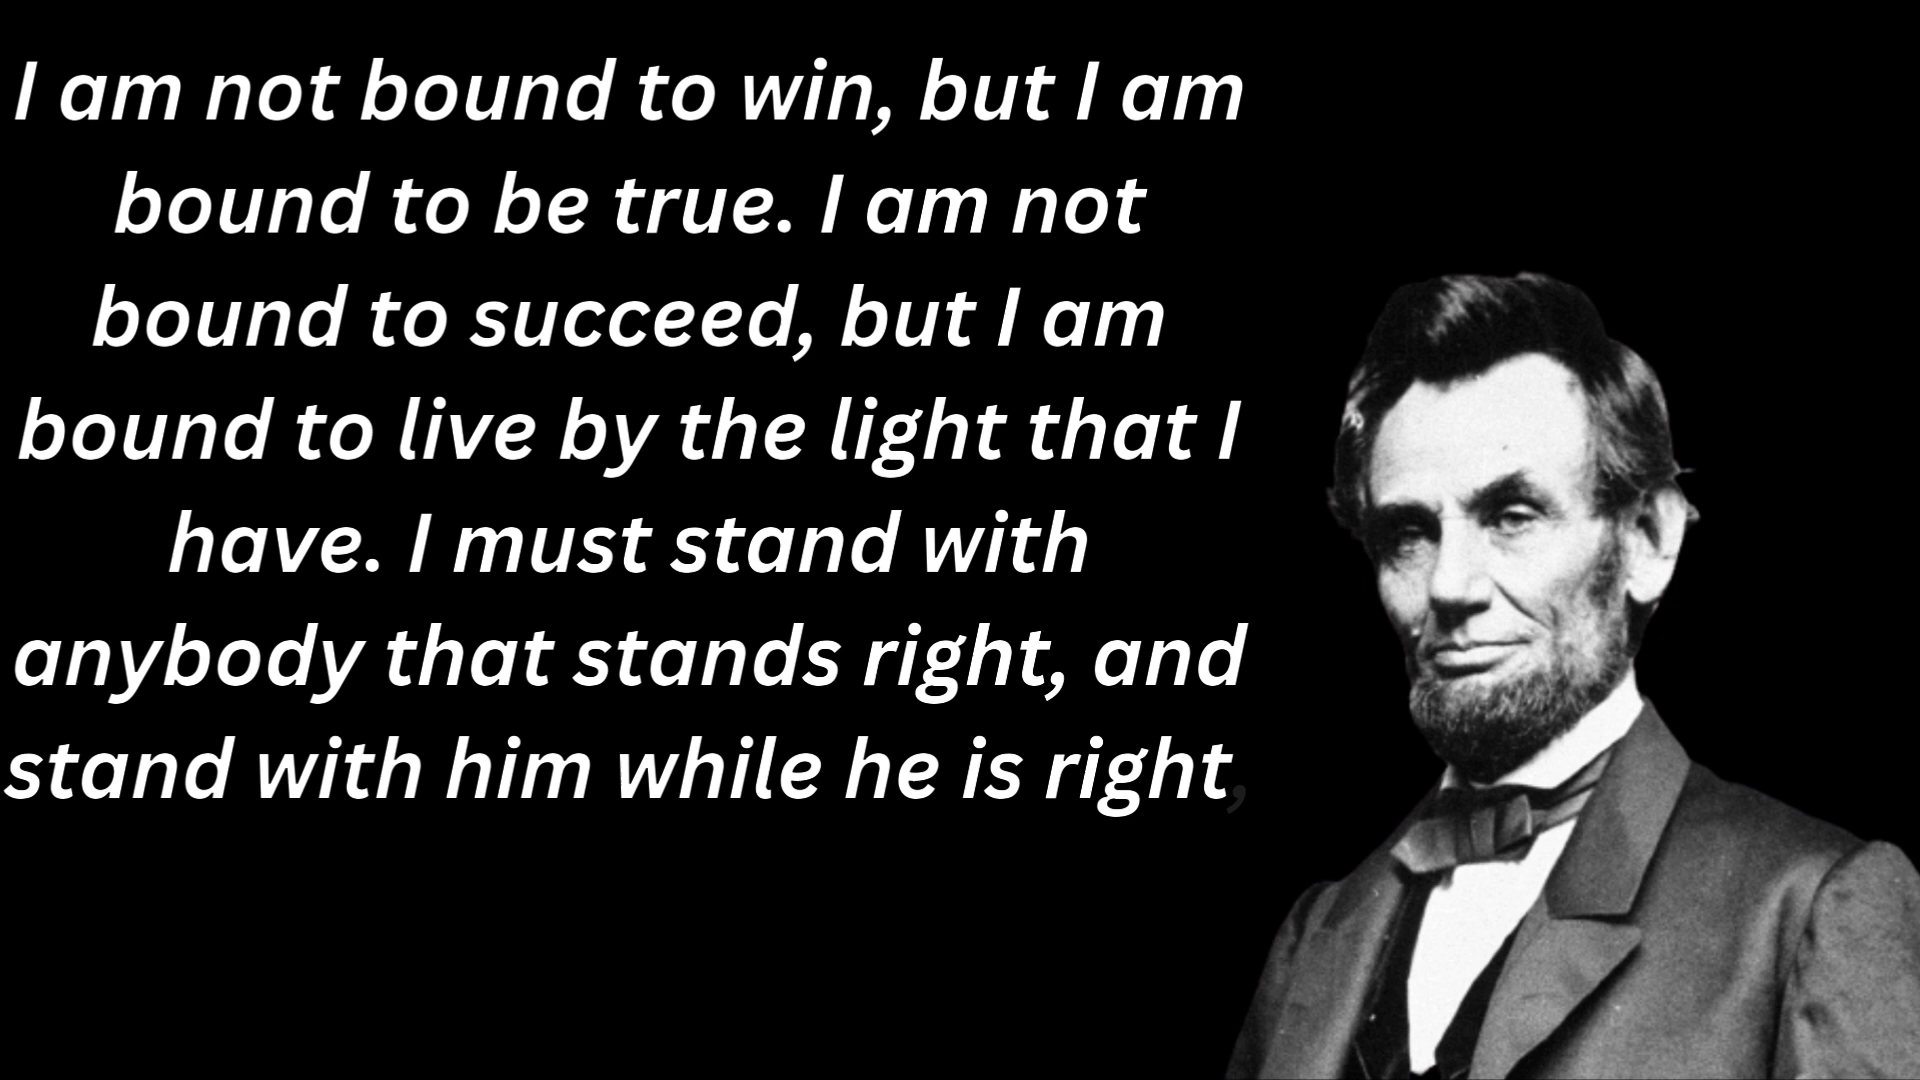 I am not bound to win, but I am
bound to be true. I am not
bound to succeed, but I am
bound to live by the light that I
have. I must stand with
anybody that stands right, and
stand with him while he is right,